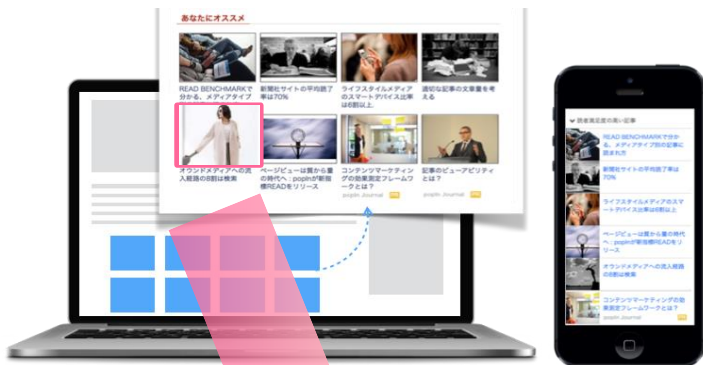 あなたにオススメ
READ BENCHMARKで
分かる、メディアタイプ
新聞社サイトの平均読了
率は70%
ライフスタイルメディア
のスマートデバイス比率
は6割以上
適切な記事の文章量を考
える
オウンドメディアへの流
入経路の8割は検索
ページビューは質から量
の時代へ：popInが新指
標READをリリース
コンテンツマーケティン
グの効果測定フレームワ
ークとは？
popIn Journal PR
記事のビューアビリティ
とは？
popIn Journal PR
読者満足度の高い記事
READ BENCHMARKで分か
る、メディアタイプ別の記事に
読まれ方
新聞社サイトの平均読了率は
70%
ライフスタイルメディアのスマ
ートデバイス比率は6割以上
ページビューは質から量の時代
へ：popInが新指標READをリ
リース
オウンドメディアへの流入経路
の8割は検索
コンテンツマーケティングの効
果測定フレームワークとは？
popIn Journal